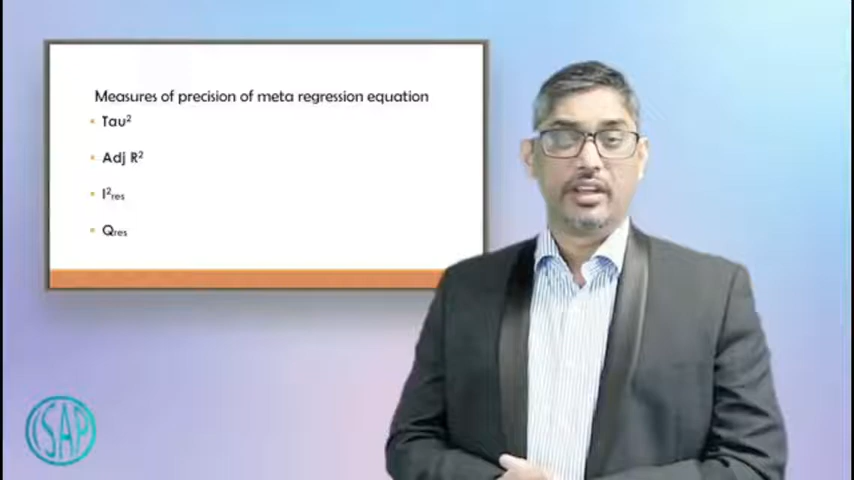 Measures of precision of meta regression equation
Tau²
Adj R²
I²res
Qres
CSAP